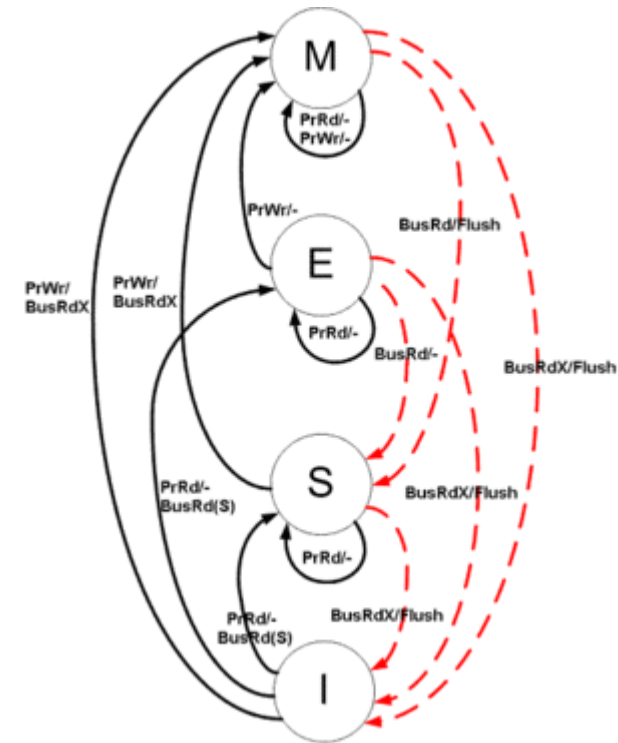 M
PrRd/-
PrWr/-
PrWr/-
BusRd/Flush
E
PrWr/
BusRdX
PrWr/
BusRdX
PrRd/-
BusRd/-
BusRdX/Flush
S
PrRd/-
BusRd(S)
BusRdX/Flush
PrRd/-
PrRd/-
BusRd(S)
BusRdX/Flush
I